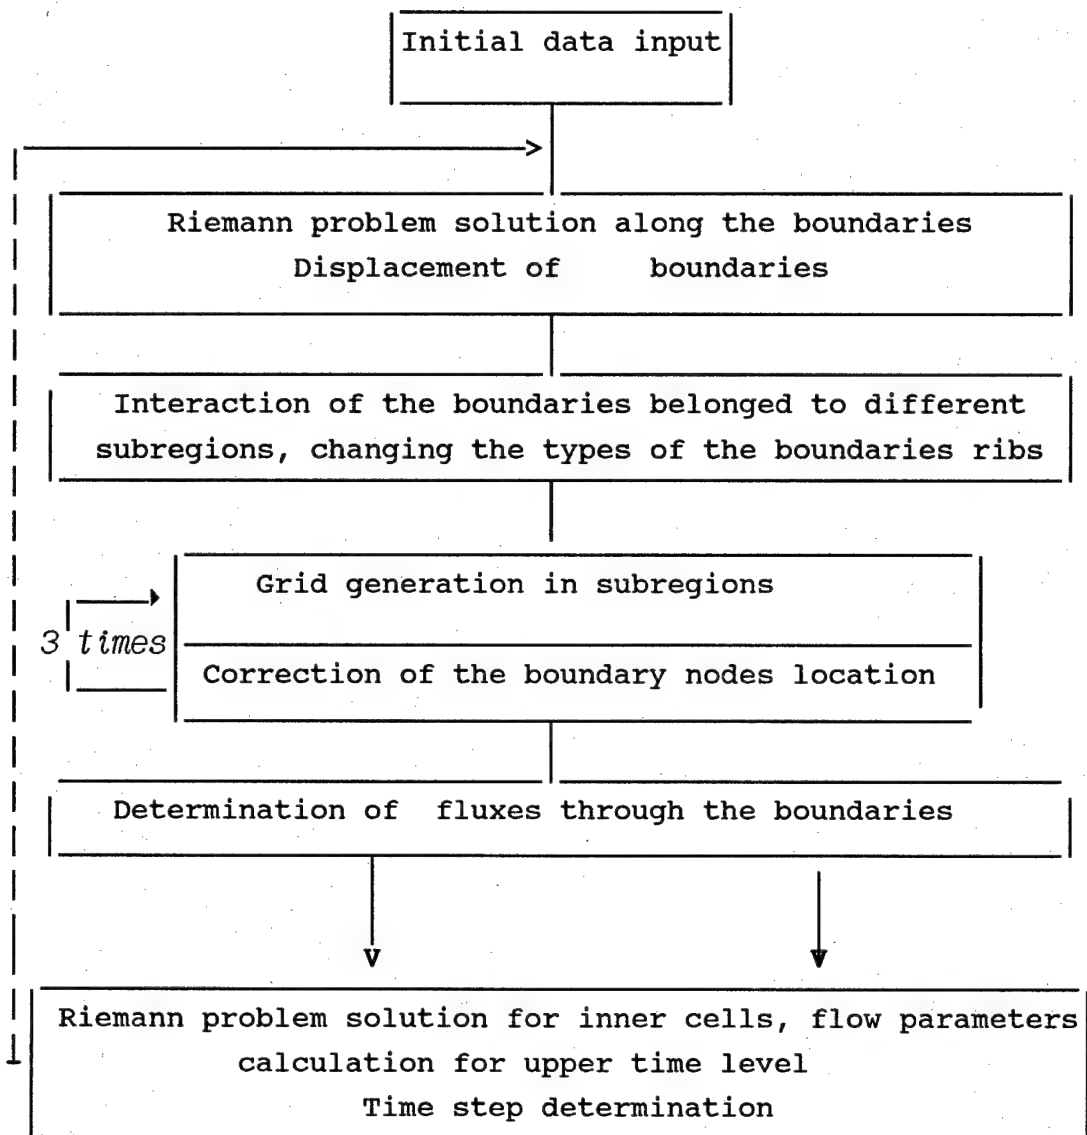 Initial data input
Riemann problem solution along the boundaries
Displacement of boundaries
Interaction of the boundaries belonged to different
subregions, changing the types of the boundaries ribs
Grid generation in subregions
3 times
Correction of the boundary nodes location
Determination of fluxes through the boundaries
Riemann problem solution for inner cells, flow parameters
calculation for upper time level
Time step determination